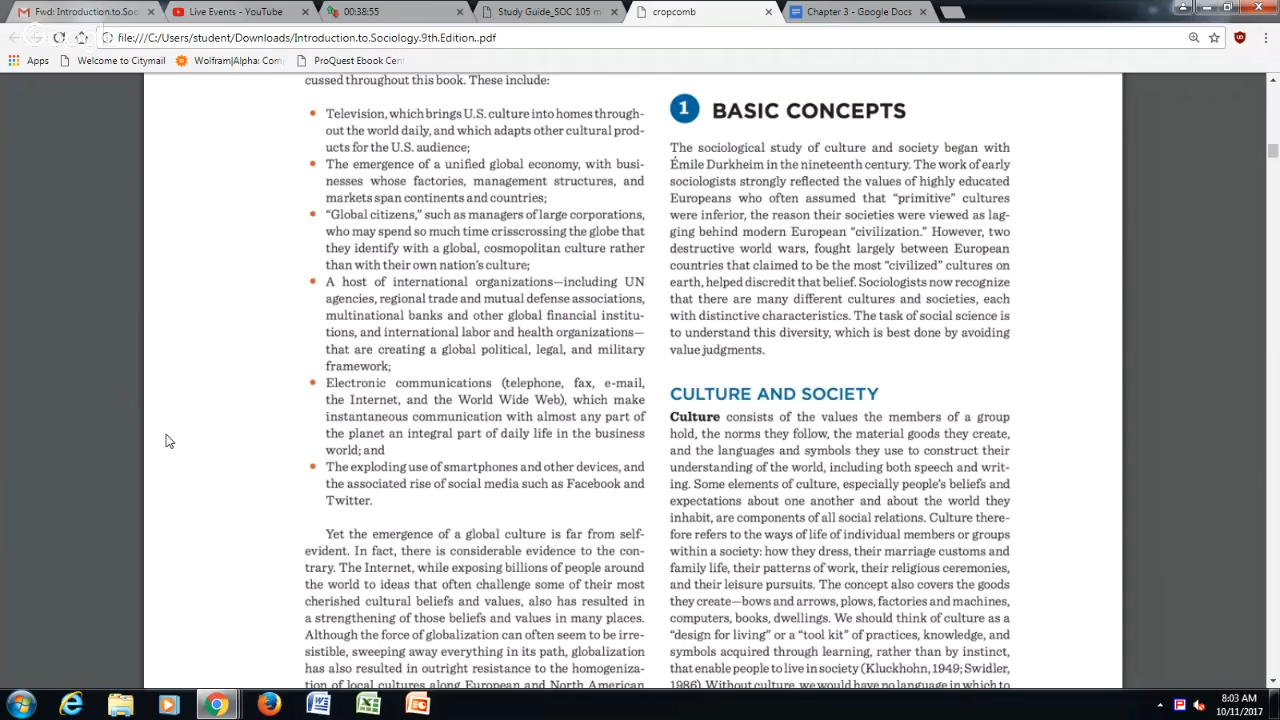 Fwd: Introduction.to.Soc
Live Events - YouTube
00:38:55
Study Guide_SOC 105 m
cropcomb
Chapter 3 - Google Docs
file:///C:/Users/student/Downloads/Introduction.to.Sociology.9th.Edition..pdf
Apps
Welcome to Citymail
Wolfram|Alpha: Com
ProQuest Ebook Cent
cussed throughout this book. These include:
• Television, which brings U.S. culture into homes through-
out the world daily, and which adapts other cultural prod-
ucts for the U.S. audience;
• The emergence of a unified global economy, with busi-
nesses whose factories, management structures, and
markets span continents and countries;
• “Global citizens,” such as managers of large corporations,
who may spend so much time crisscrossing the globe that
they identify with a global, cosmopolitan culture rather
than with their own nation’s culture;
• A host of international organizations—including UN
agencies, regional trade and mutual defense associations,
multinational banks and other global financial institu-
tions, and international labor and health organizations—
that are creating a global political, legal, and military
framework;
• Electronic communications (telephone, fax, e-mail,
the Internet, and the World Wide Web), which make
instantaneous communication with almost any part of
the planet an integral part of daily life in the business
world; and
• The exploding use of smartphones and other devices, and
the associated rise of social media such as Facebook and
Twitter.
Yet the emergence of a global culture is far from self-
evident. In fact, there is considerable evidence to the con-
trary. The Internet, while exposing billions of people around
the world to ideas that often challenge some of their most
cherished cultural beliefs and values, also has resulted in
a strengthening of those beliefs and values in many places.
Although the force of globalization can often seem to be irre-
sistible, sweeping away everything in its path, globalization
has also resulted in outright resistance to the homogeniza-
tion of local cultures along European and North American
1 BASIC CONCEPTS
The sociological study of culture and society began with
Émile Durkheim in the nineteenth century. The work of early
sociologists strongly reflected the values of highly educated
Europeans who often assumed that “primitive” cultures
were inferior, the reason their societies were viewed as lag-
ging behind modern European “civilization.” However, two
destructive world wars, fought largely between European
countries that claimed to be the most “civilized” cultures on
earth, helped discredit that belief. Sociologists now recognize
that there are many different cultures and societies, each
with distinctive characteristics. The task of social science is
to understand this diversity, which is best done by avoiding
value judgments.
CULTURE AND SOCIETY
Culture consists of the values the members of a group
hold, the norms they follow, the material goods they create,
and the languages and symbols they use to construct their
understanding of the world, including both speech and writ-
ing. Some elements of culture, especially people’s beliefs and
expectations about one another and about the world they
inhabit, are components of all social relations. Culture there-
fore refers to the ways of life of individual members or groups
within a society: how they dress, their marriage customs and
family life, their patterns of work, their religious ceremonies,
and their leisure pursuits. The concept also covers the goods
they create—bows and arrows, plows, factories and machines,
computers, books, dwellings. We should think of culture as a
“design for living” or a “tool kit” of practices, knowledge, and
symbols acquired through learning, rather than by instinct,
that enable people to live in society (Kluckhohn, 1949; Swidler,
1986). Without culture, we would have no language in which to
8:03 AM
10/11/2017